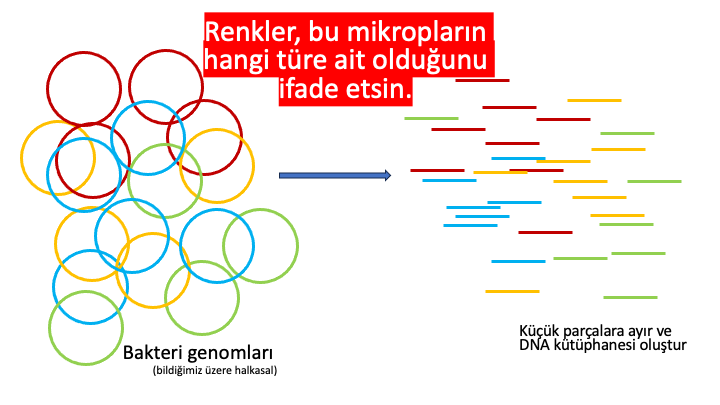 Renkler, bu mikropların
hangi türe ait olduğunu
ifade etsin.
Küçük parçalara ayır ve
DNA kütüphanesi oluştur
Bakteri genomları
(bildiğimiz üzere halkasal)